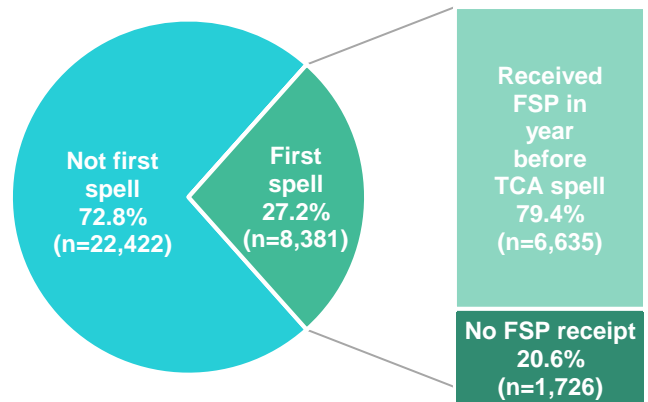 Not first
spell
72.8%
(n=22,422)
First
spell
27.2%
(n=8,381)
Received
FSP in
year
before
TCA spell
79.4%
(n=6,635)
No FSP receipt
20.6%
(n=1,726)